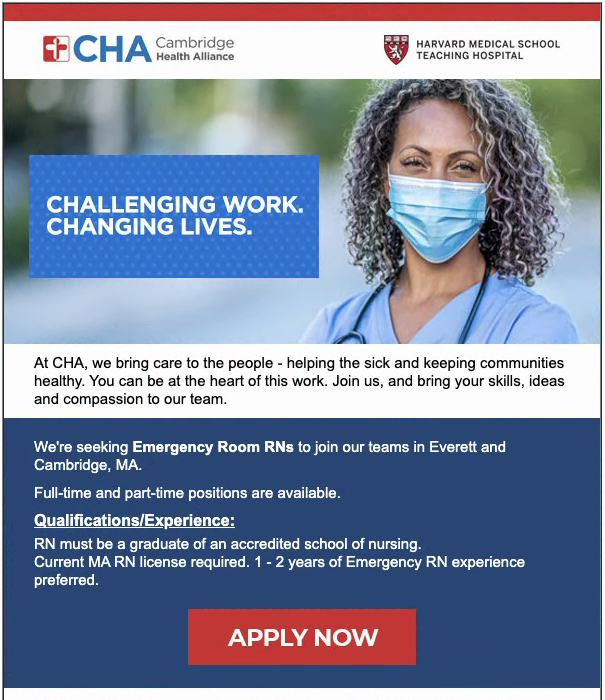 CHA Cambridge
Health Alliance
HARVARD MEDICAL SCHOOL
TEACHING HOSPITAL
CHALLENGING WORK.
CHANGING LIVES.
At CHA, we bring care to the people - helping the sick and keeping communities
healthy. You can be at the heart of this work. Join us, and bring your skills, ideas
and compassion to our team.
We're seeking Emergency Room RNs to join our teams in Everett and
Cambridge, MA.
Full-time and part-time positions are available.
Qualifications/Experience:
RN must be a graduate of an accredited school of nursing.
Current MA RN license required. 1 - 2 years of Emergency RN experience
preferred.
APPLY NOW